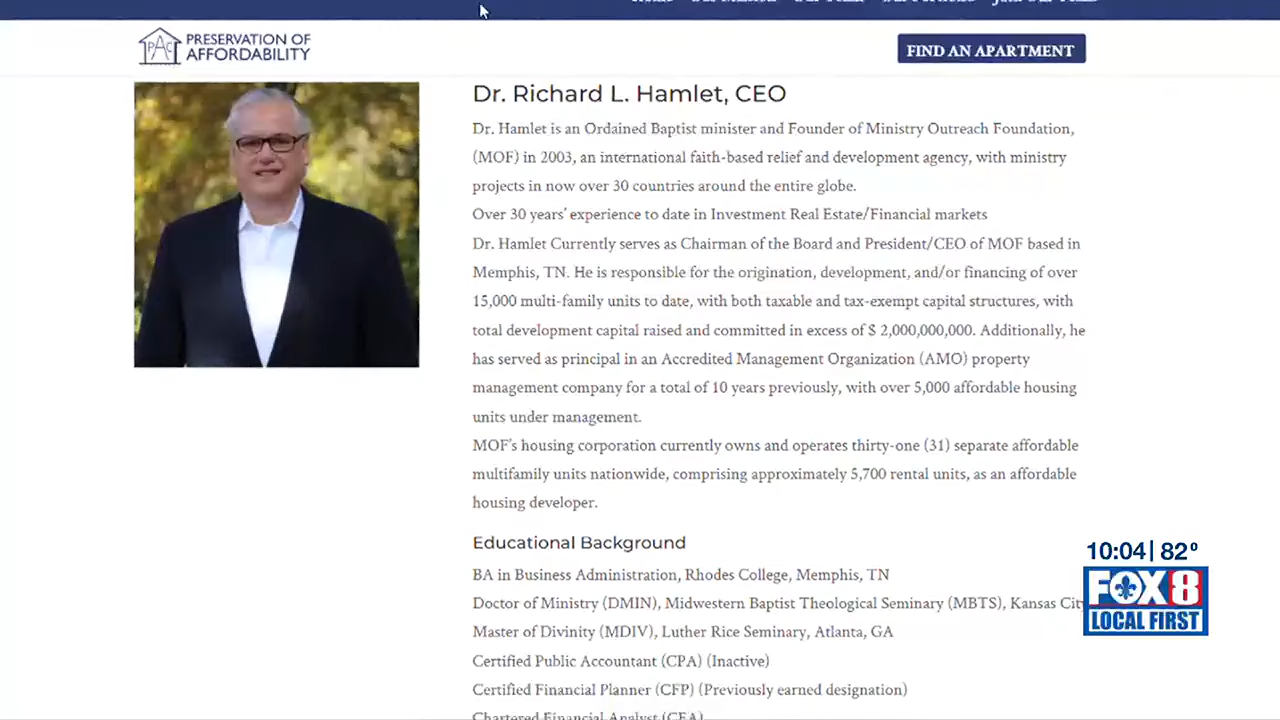 PAC
PRESERVATION OF
AFFORDABILITY
FIND AN APARTMENT
Dr. Richard L. Hamlet, CEO
Dr. Hamlet is an Ordained Baptist minister and Founder of Ministry Outreach Foundation,
(MOF) in 2003, an international faith-based relief and development agency, with ministry
projects in now over 30 countries around the entire globe.
Over 30 years' experience to date in Investment Real Estate/Financial markets
Dr. Hamlet Currently serves as Chairman of the Board and President/CEO of MOF based in
Memphis, TN. He is responsible for the origination, development, and/or financing of over
15,000 multi-family units to date, with both taxable and tax-exempt capital structures, with
total development capital raised and committed in excess of $ 2,000,000,000. Additionally, he
has served as principal in an Accredited Management Organization (AMO) property
management company for a total of 10 years previously, with over 5,000 affordable housing
units under management.
MOF's housing corporation currently owns and operates thirty-one (31) separate affordable
multifamily units nationwide, comprising approximately 5,700 rental units, as an affordable
housing developer.
Educational Background
BA in Business Administration, Rhodes College, Memphis, TN
Doctor of Ministry (DMIN), Midwestern Baptist Theological Seminary (MBTS), Kansas City
Master of Divinity (MDIV), Luther Rice Seminary, Atlanta, GA
Certified Public Accountant (CPA) (Inactive)
Certified Financial Planner (CFP) (Previously earned designation)
Chartered Financial Analyst (CFA)
10:04 | 82°
FOX 8
LOCAL FIRST